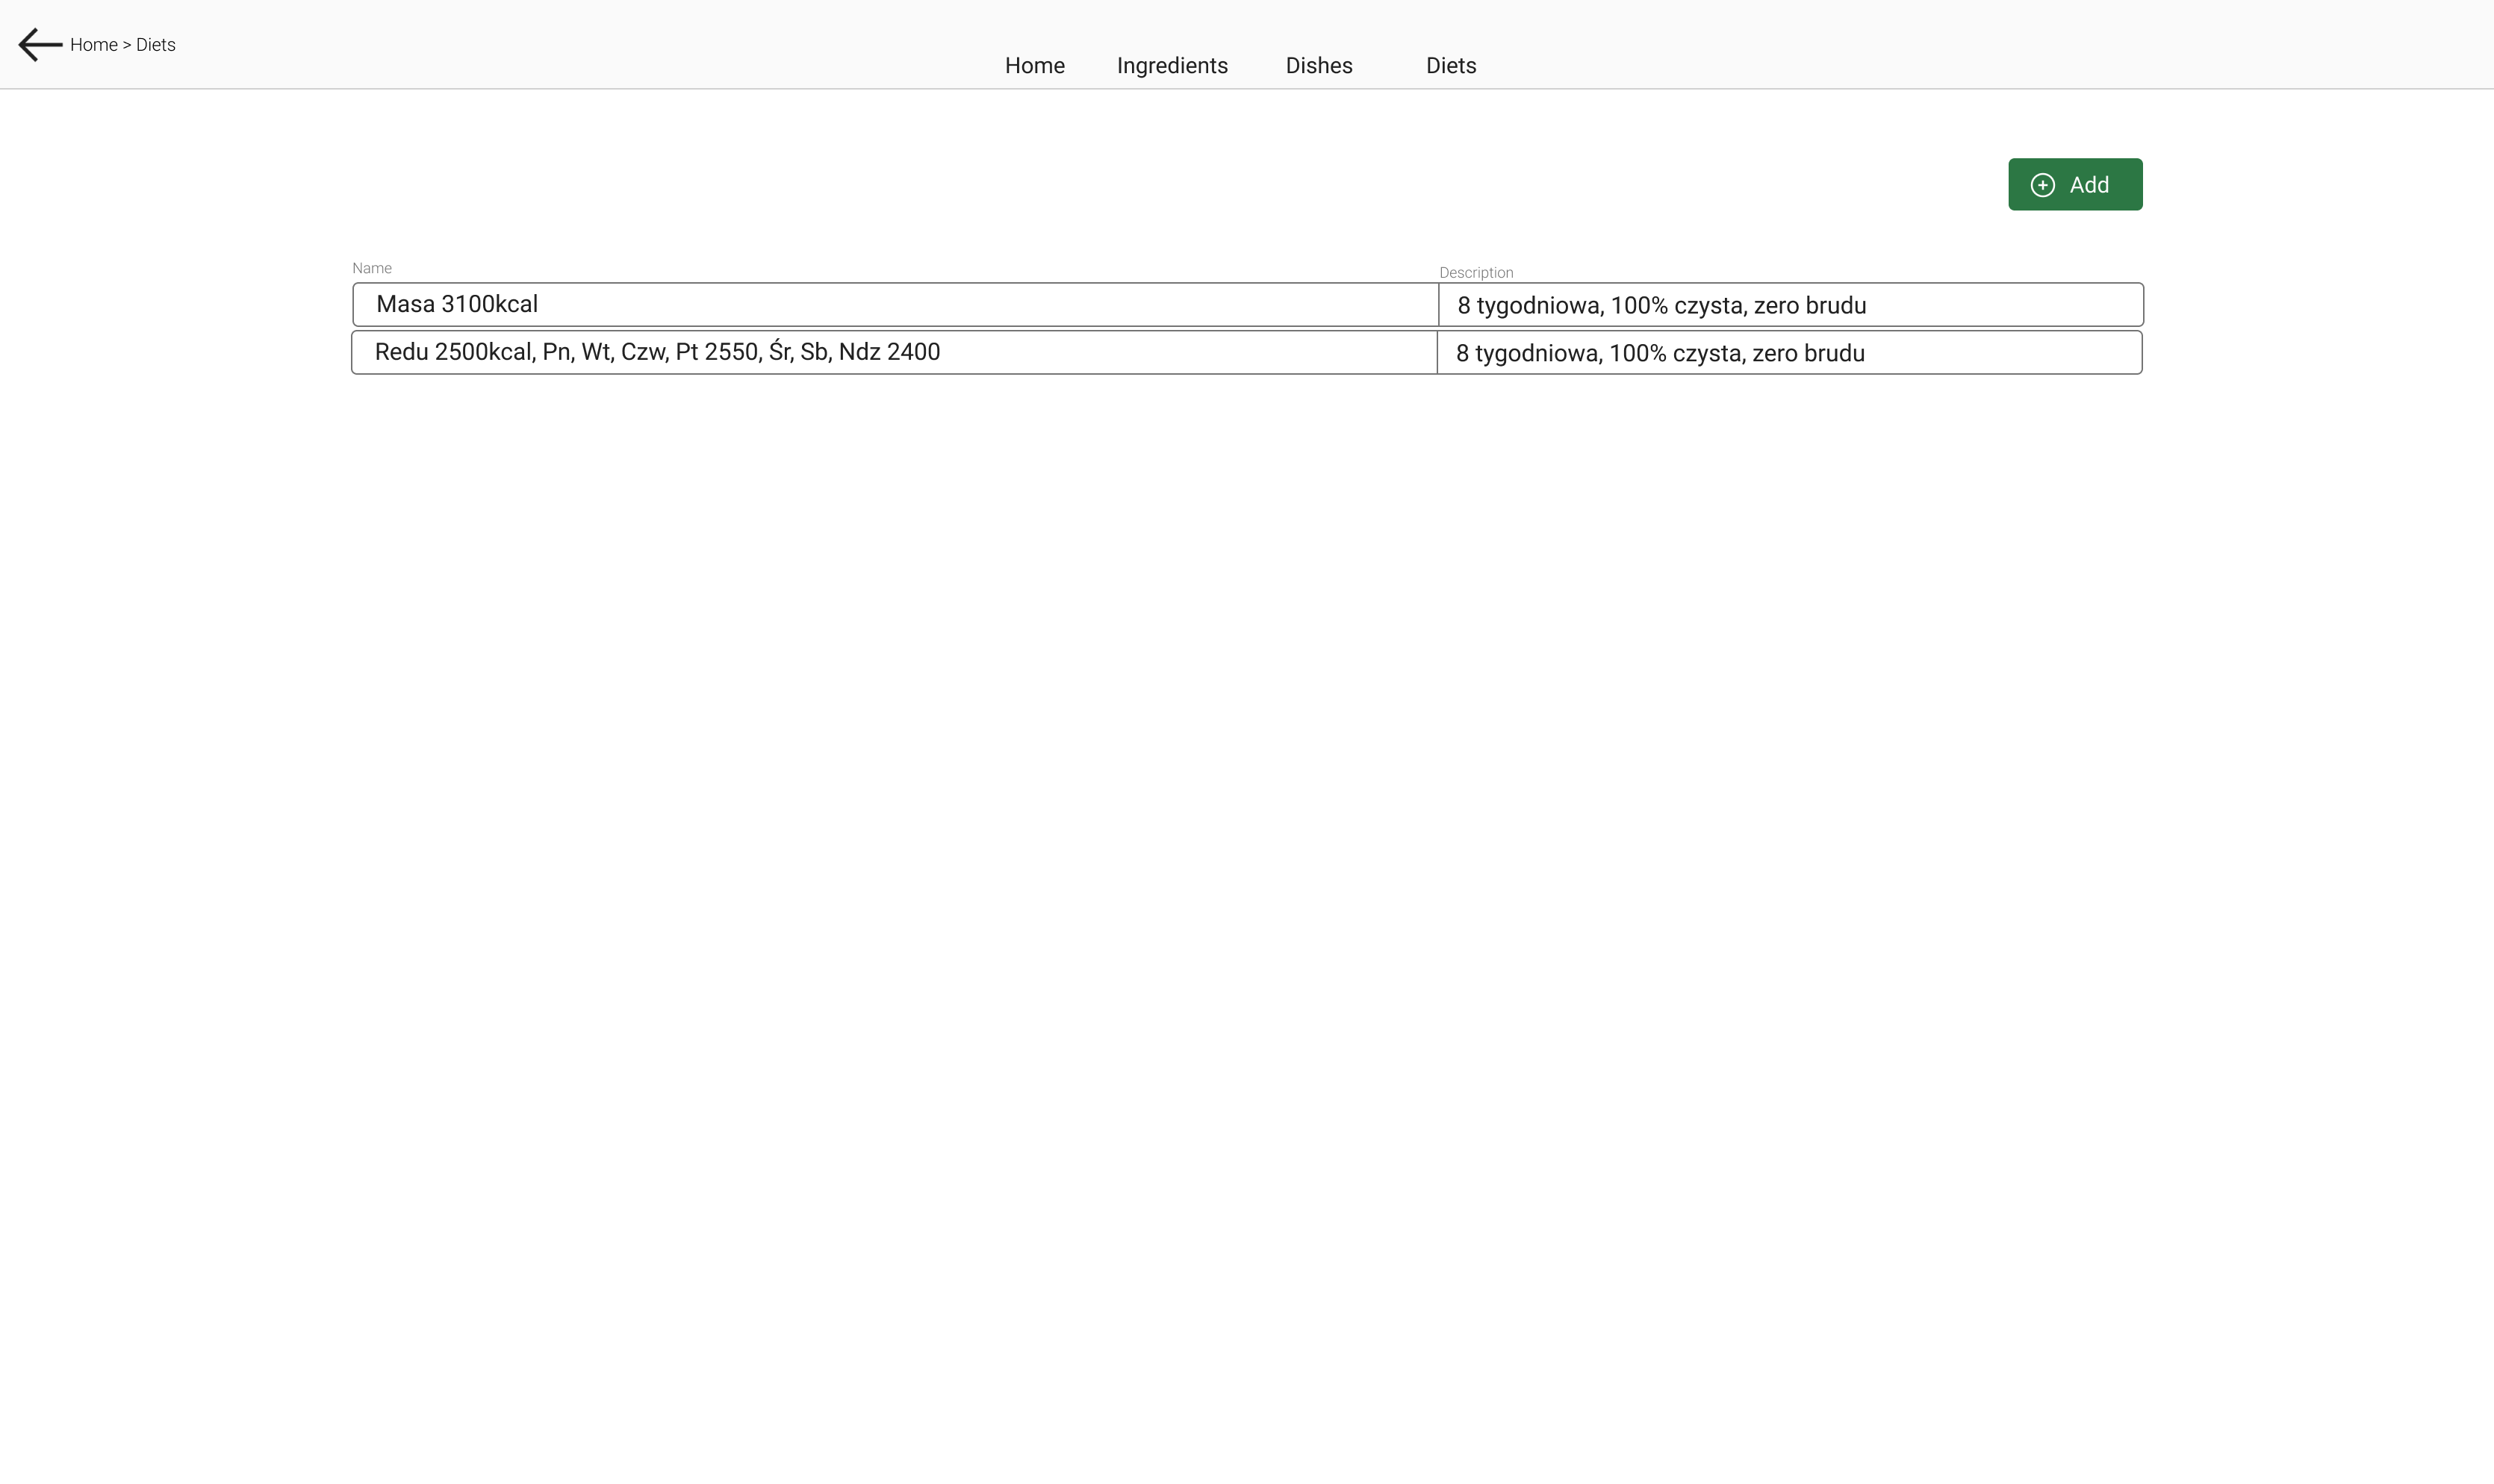 Home > Diets
Home Ingredients Dishes Diets
Add
Name Description
Masa 3100kcal 8 tygodniowa, 100% czysta, zero brudu
Redu 2500kcal, Pn, Wt, Czw, Pt 2550, Śr, Sb, Ndz 2400 8 tygodniowa, 100% czysta, zero brudu